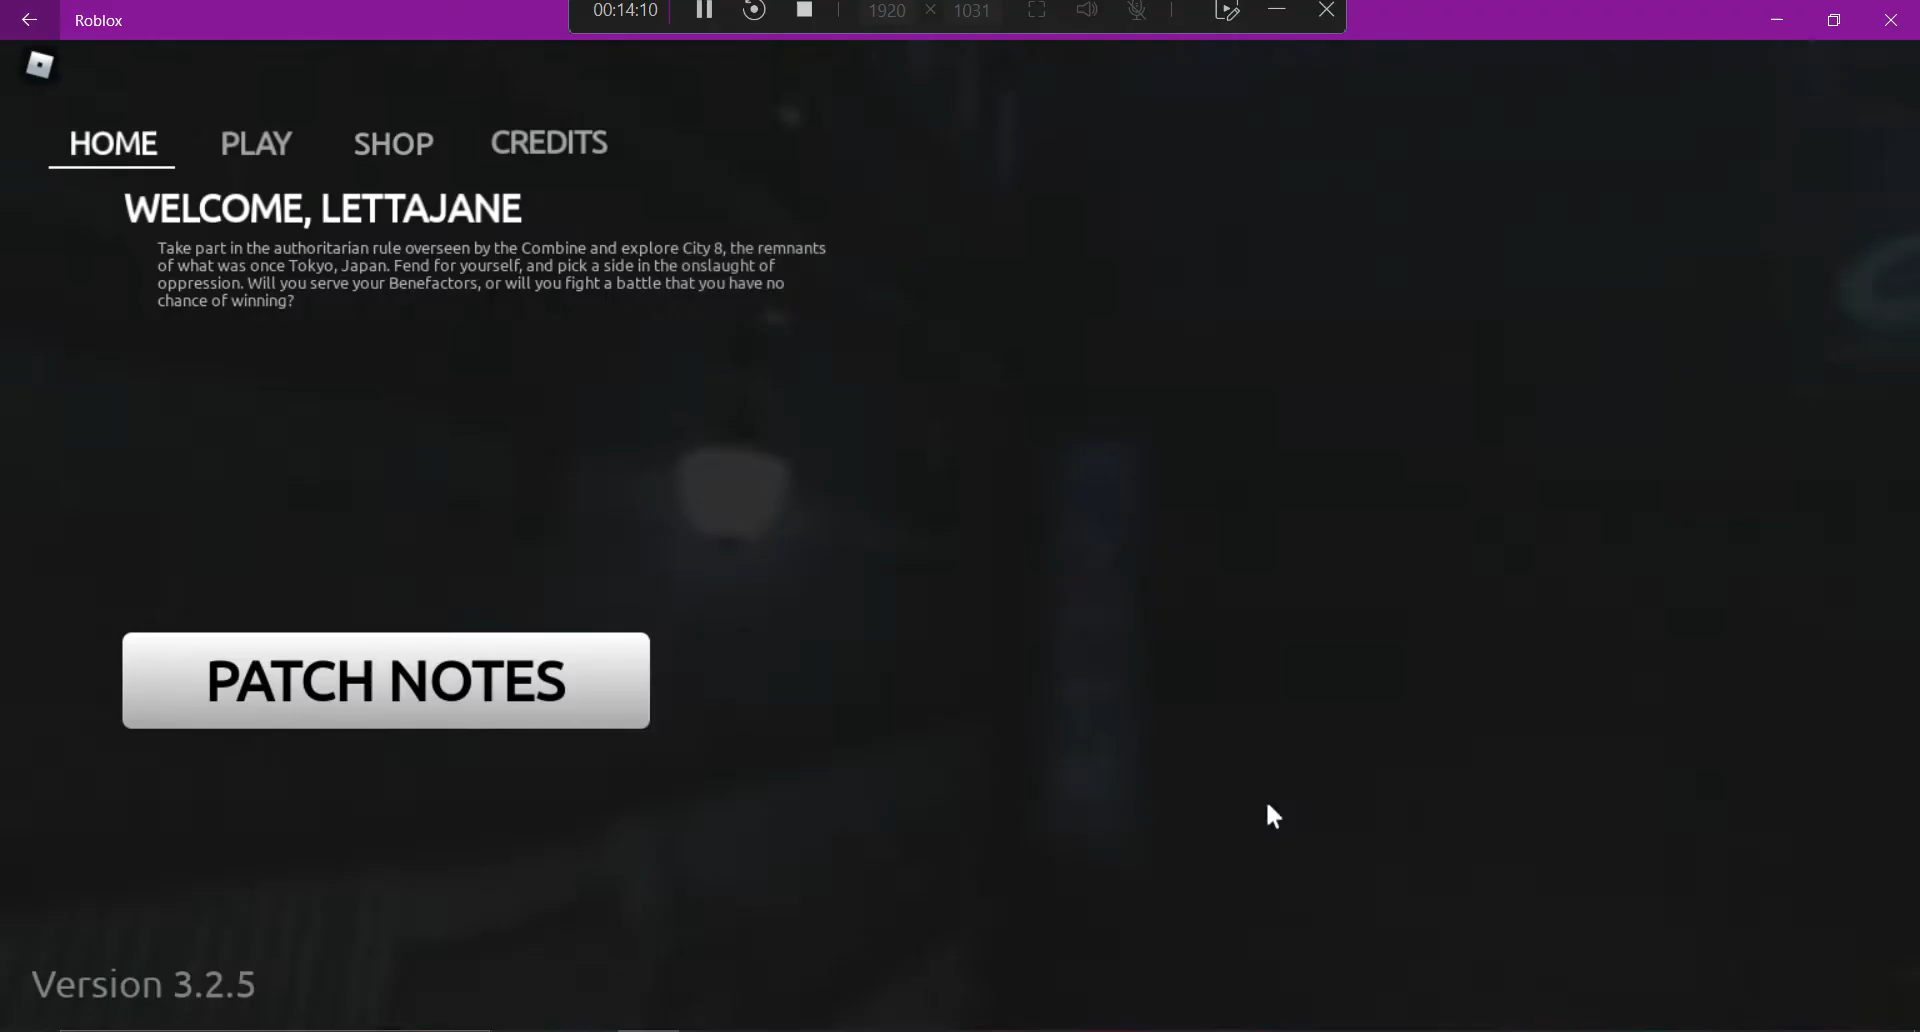 Roblox
00:14:10
1920 × 1031
HOME PLAY SHOP CREDITS
WELCOME, LETTAJANE
Take part in the authoritarian rule overseen by the Combine and explore City 8, the remnants
of what was once Tokyo, Japan. Fend for yourself, and pick a side in the onslaught of
oppression. Will you serve your Benefactors, or will you fight a battle that you have no
chance of winning?
PATCH NOTES
Version 3.2.5